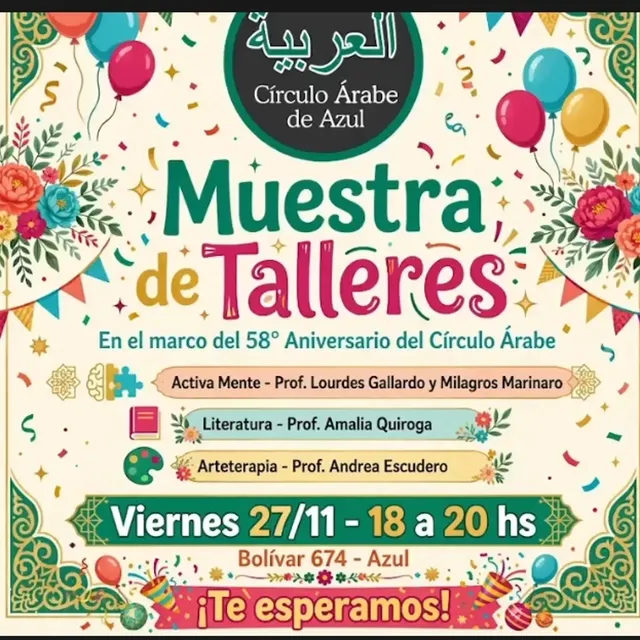 العربية
Círculo Árabe
de Azul
Muestra
de Talleres
En el marco del 58° Aniversario del Círculo Árabe
Activa Mente - Prof. Lourdes Gallardo y Milagros Marinaro
Literatura - Prof. Amalia Quiroga
Arteterapia - Prof. Andrea Escudero
Viernes 27/11 - 18 a 20 hs
Bolívar 674 - Azul
¡Te esperamos!